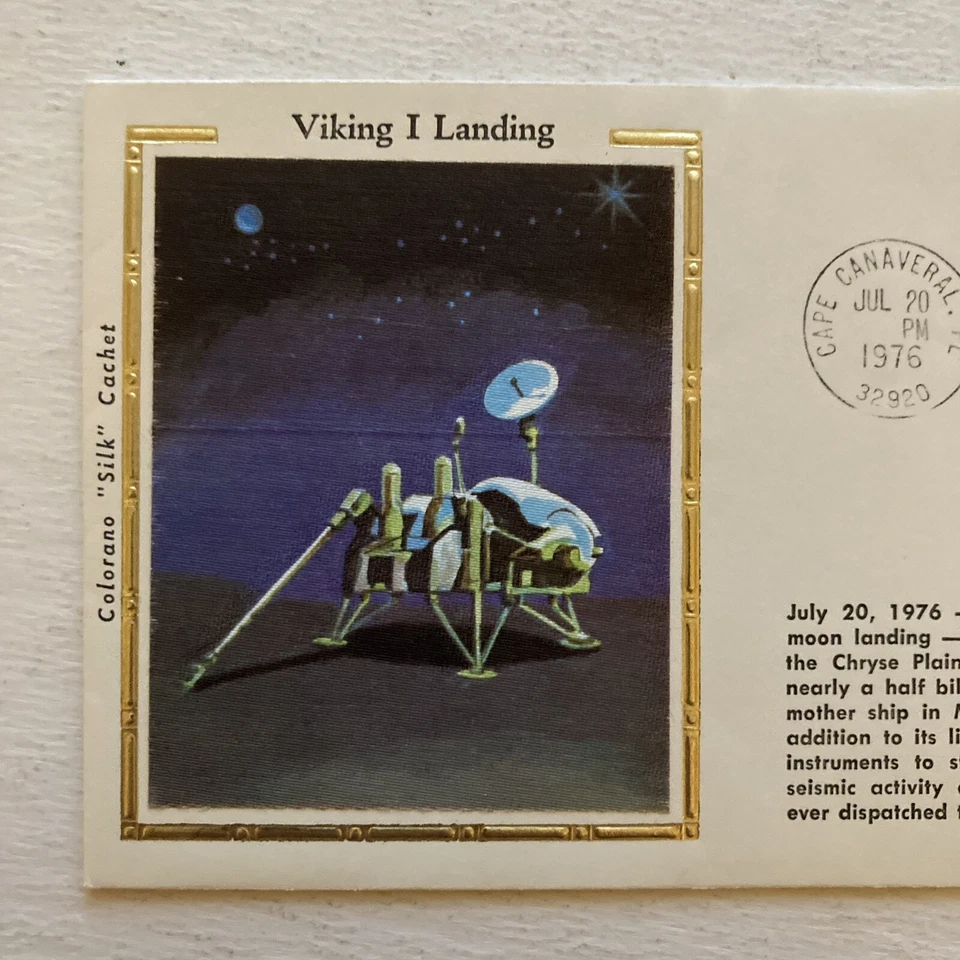 Viking I Landing
Colorano "Silk" Cachet
CAPE CANAVERAL,
JUL 20
PM
1976
32920
July 20, 1976 -
moon landing —
the Chryse Plain
nearly a half bil
mother ship in M
addition to its li
instruments to s
seismic activity
ever dispatched